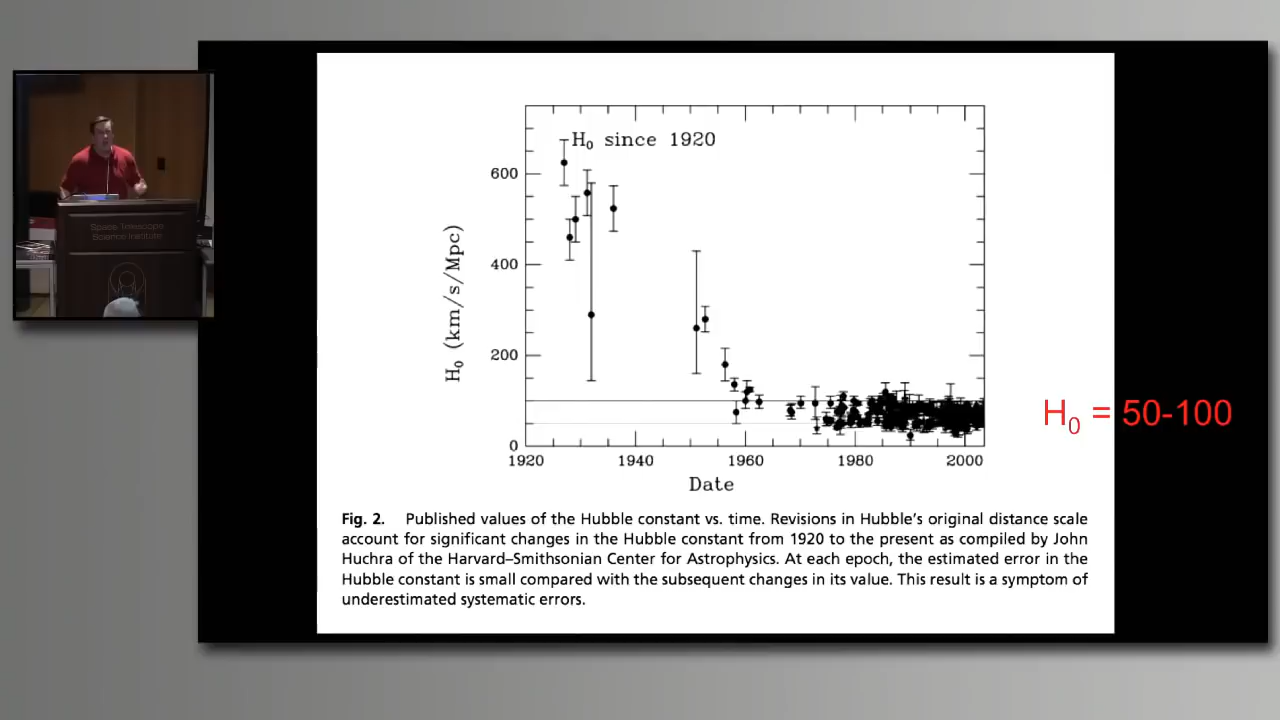 Space Telescope
Science Institute
H₀ since 1920
600
400
200
0
H₀ (km/s/Mpc)
1920
1940
1960
1980
2000
Date
H₀ = 50-100
Fig. 2. Published values of the Hubble constant vs. time. Revisions in Hubble's original distance scale
account for significant changes in the Hubble constant from 1920 to the present as compiled by John
Huchra of the Harvard–Smithsonian Center for Astrophysics. At each epoch, the estimated error in the
Hubble constant is small compared with the subsequent changes in its value. This result is a symptom of
underestimated systematic errors.